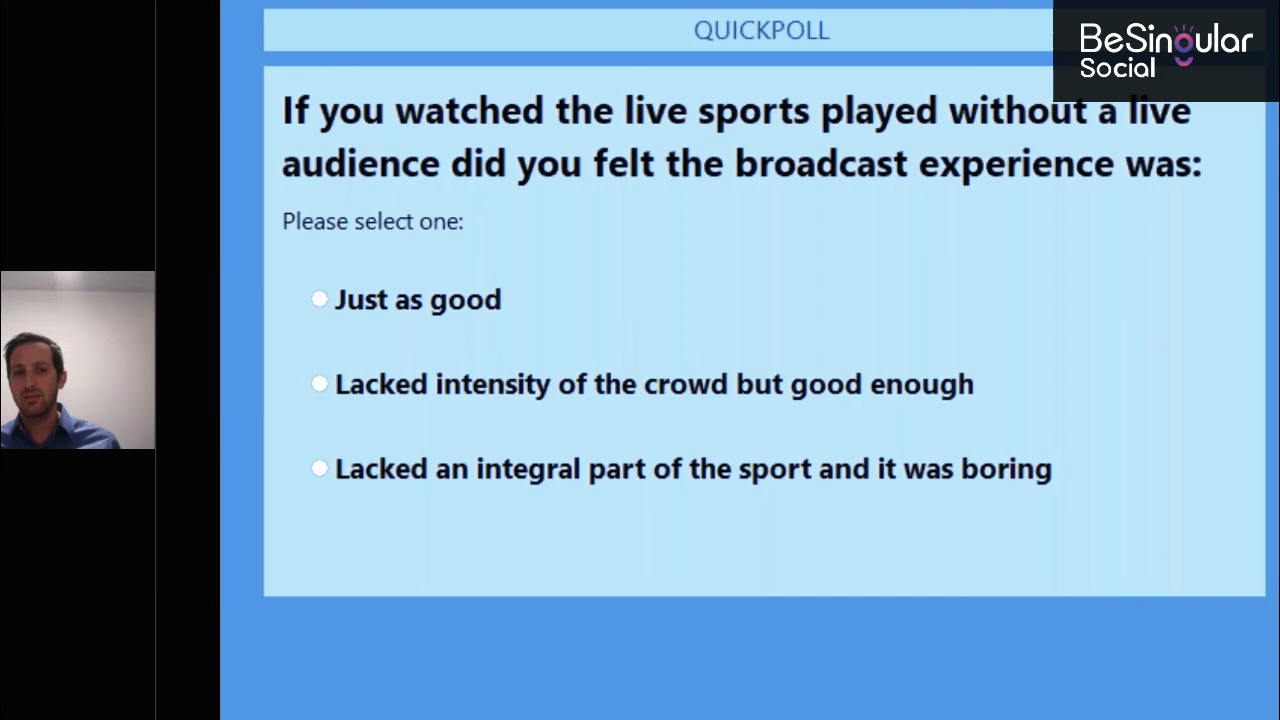 QUICKPOLL
BeSingular
Social
If you watched the live sports played without a live
audience did you felt the broadcast experience was:
Please select one:
Just as good
Lacked intensity of the crowd but good enough
Lacked an integral part of the sport and it was boring